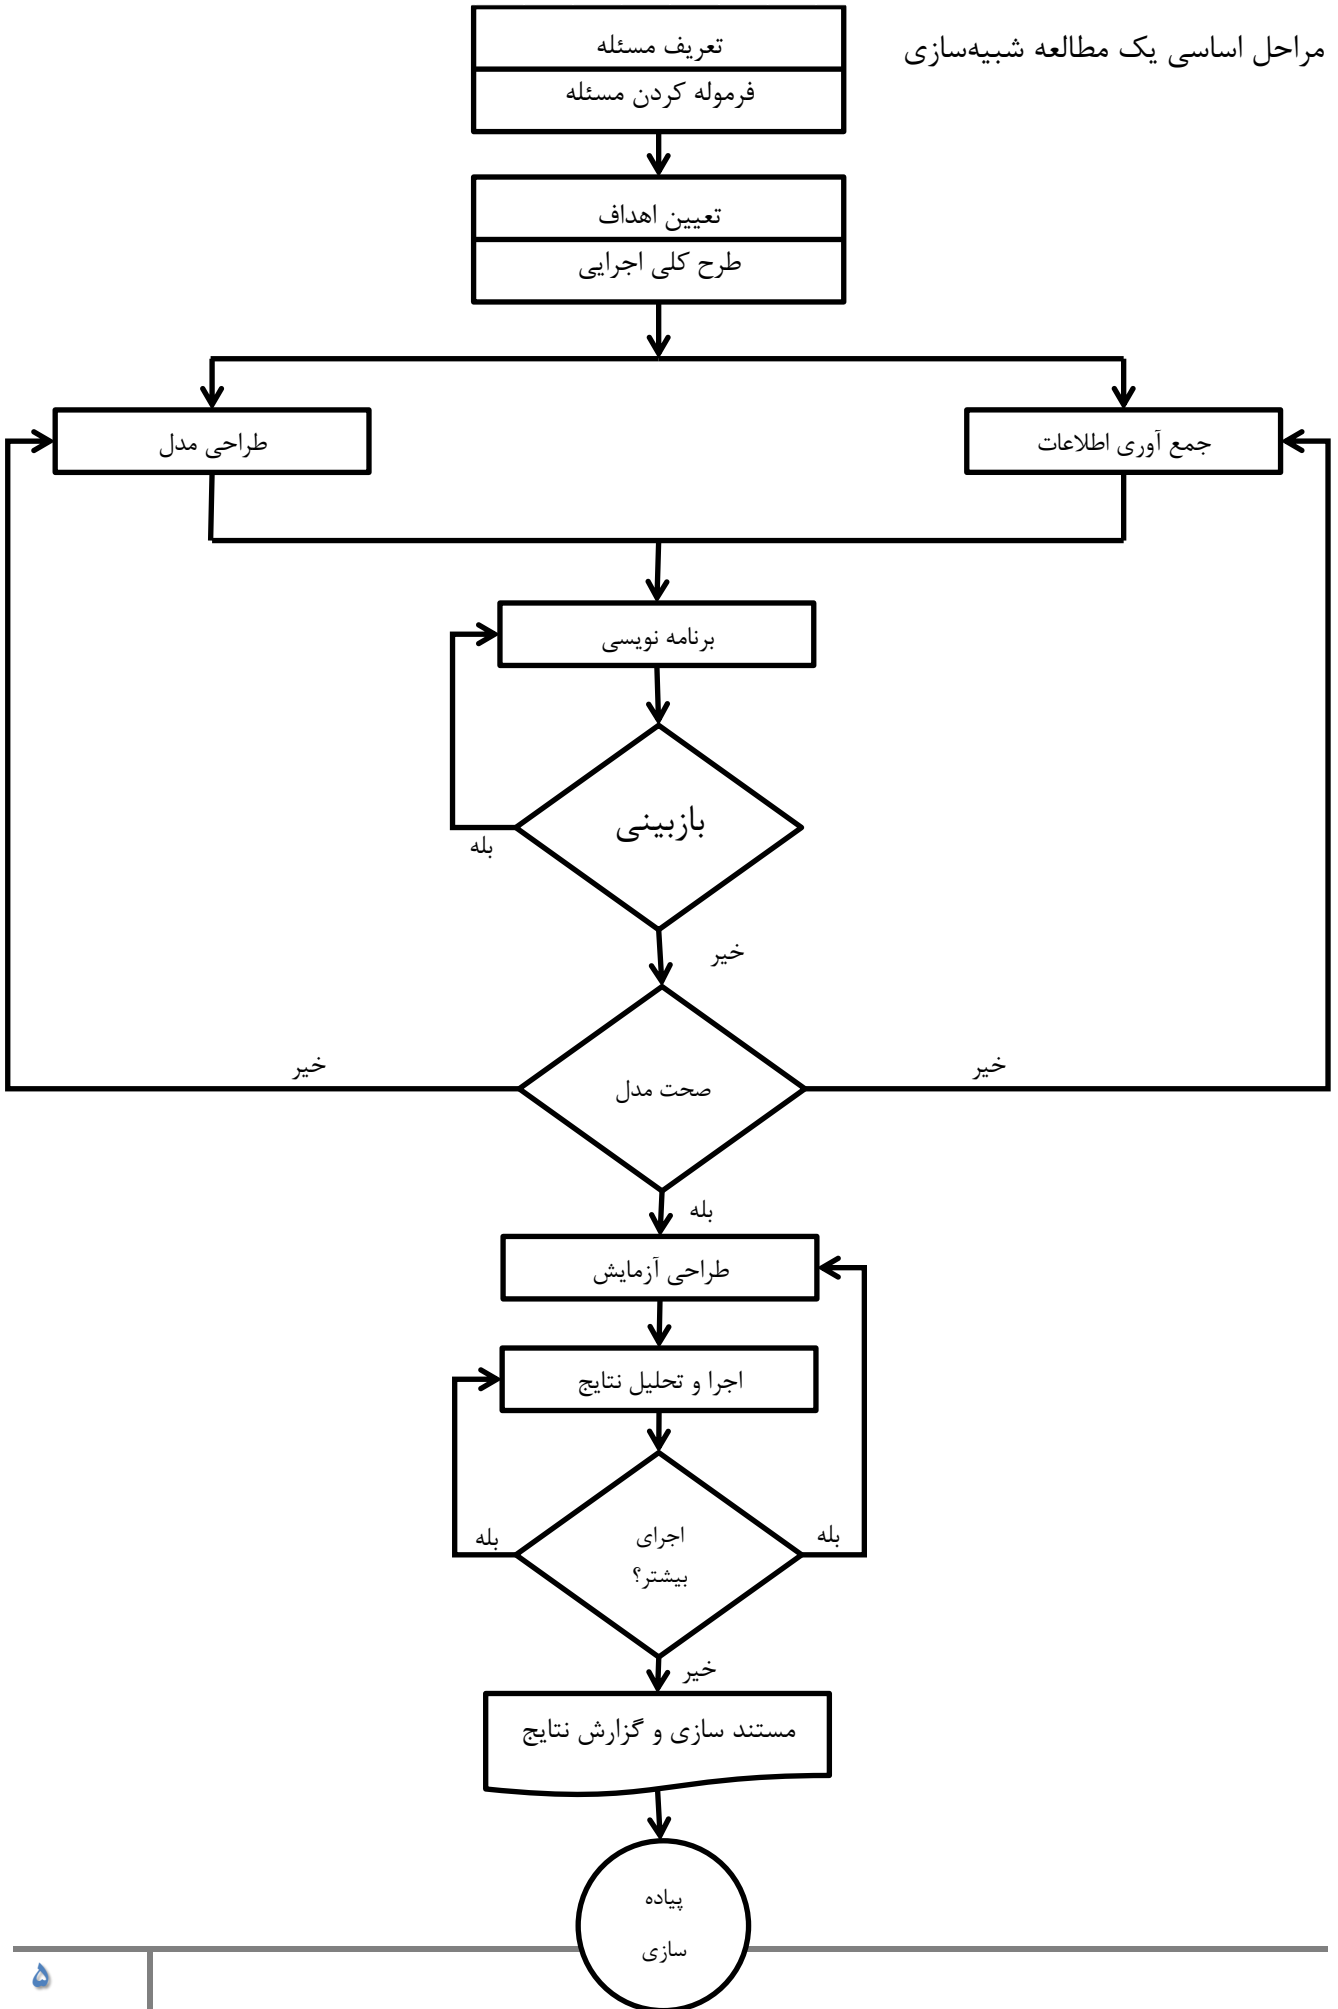 مراحل اساسی یک مطالعه شبیه‌سازی
تعریف مسئله
فرموله کردن مسئله
تعیین اهداف
طرح کلی اجرایی
جمع آوری اطلاعات
طراحی مدل
برنامه نویسی
بازبینی
بله
خیر
خیر
صحت مدل
خیر
بله
طراحی آزمایش
اجرا و تحلیل نتایج
اجرای
بیشتر؟
بله
بله
خیر
مستند سازی و گزارش نتایج
پیاده
سازی
۵